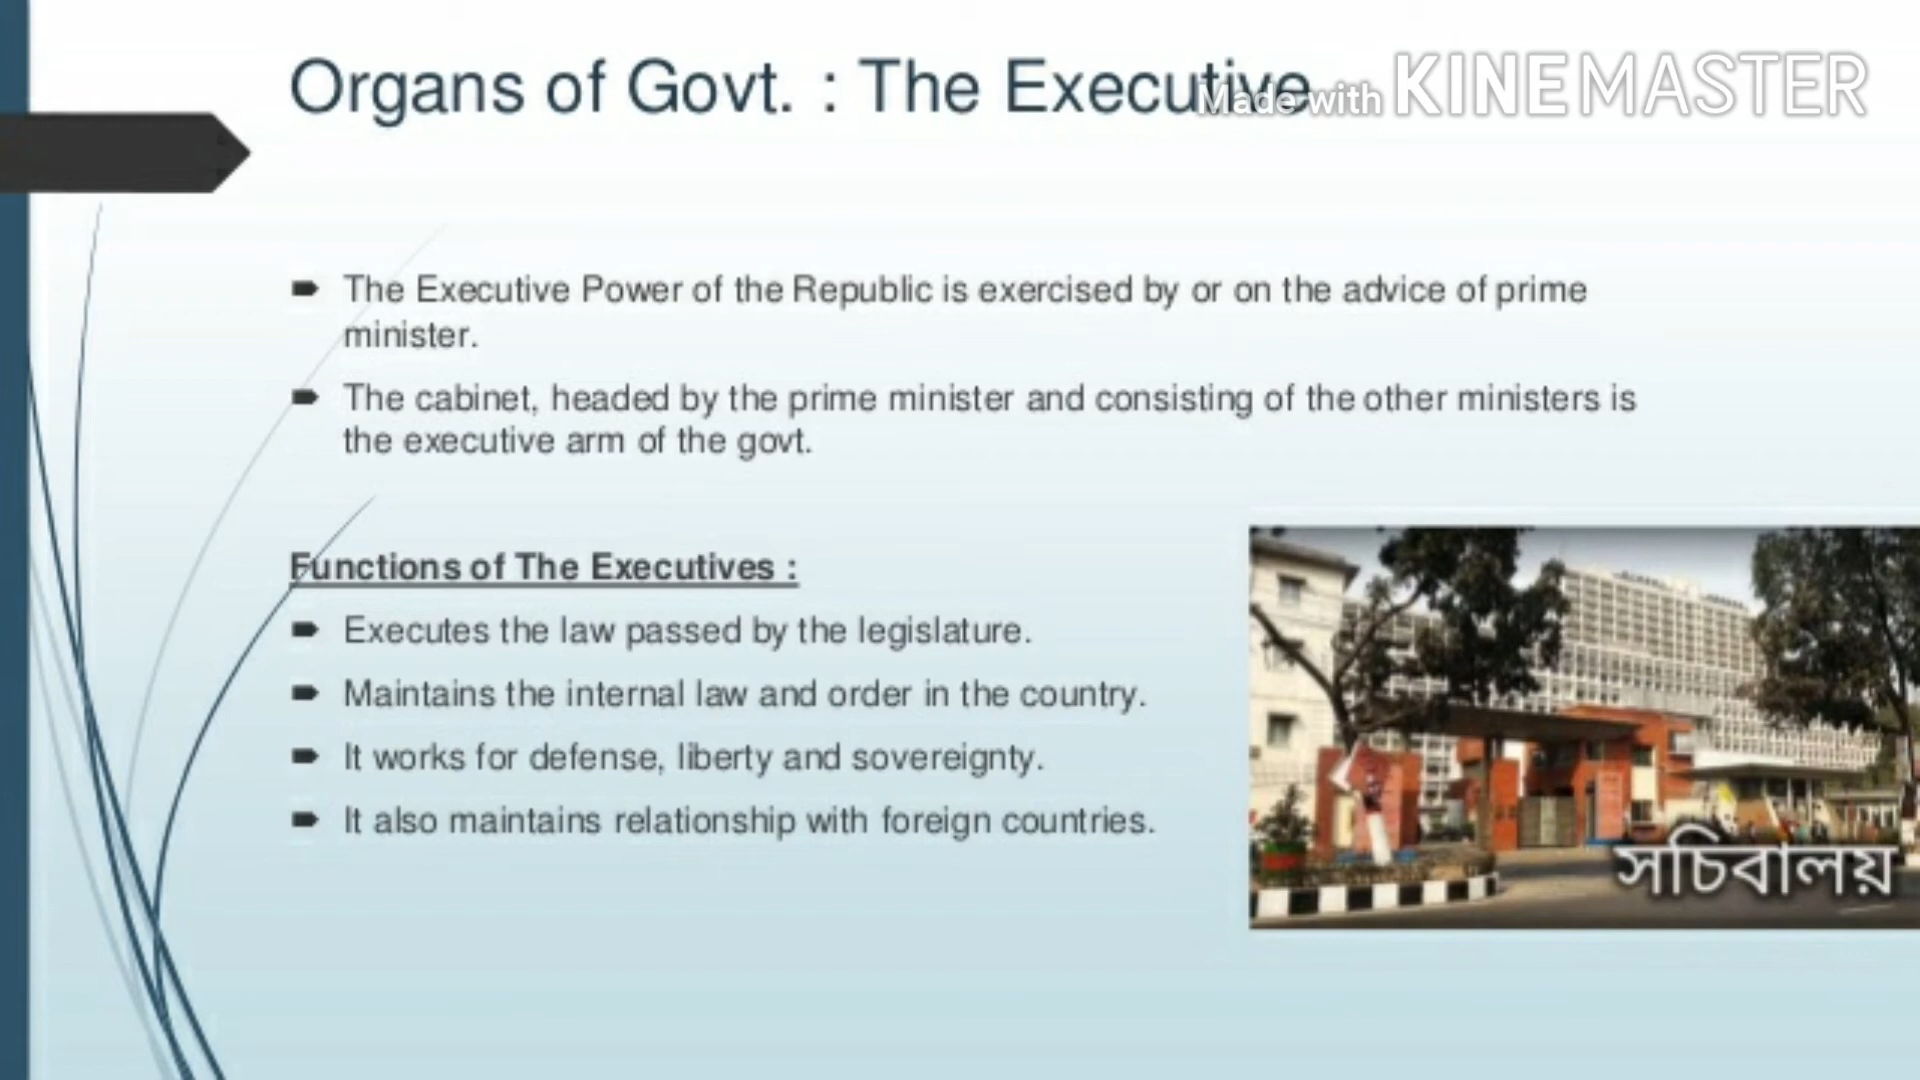 Organs of Govt. : The Executive
Made with KINEMASTER
The Executive Power of the Republic is exercised by or on the advice of prime
minister.
The cabinet, headed by the prime minister and consisting of the other ministers is
the executive arm of the govt.
Functions of The Executives :
Executes the law passed by the legislature.
Maintains the internal law and order in the country.
It works for defense, liberty and sovereignty.
It also maintains relationship with foreign countries.
সচিবালয়